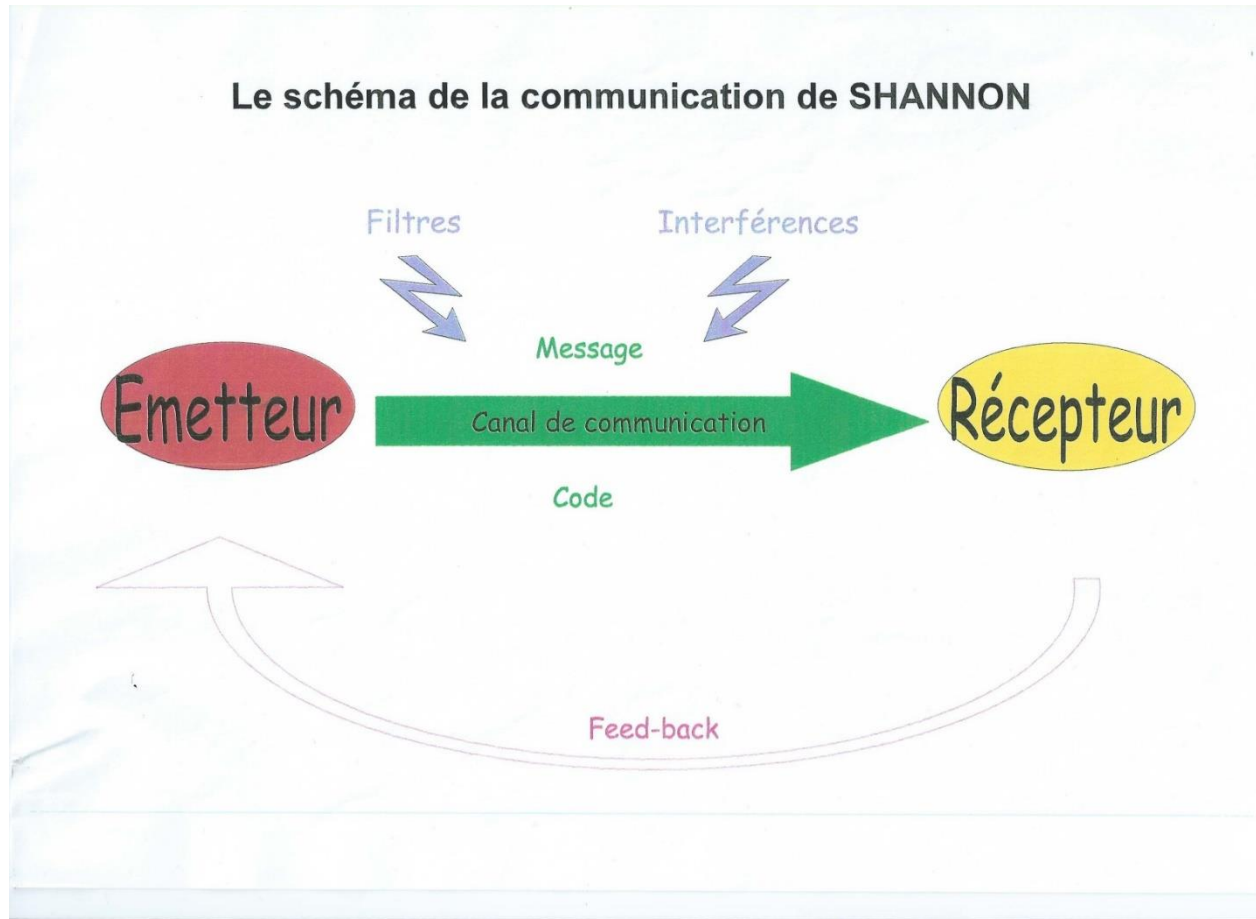 Le schéma de la communication de SHANNON
Filtres
Interférences
Message
Emetteur
Canal de communication
Récepteur
Code
Feed-back